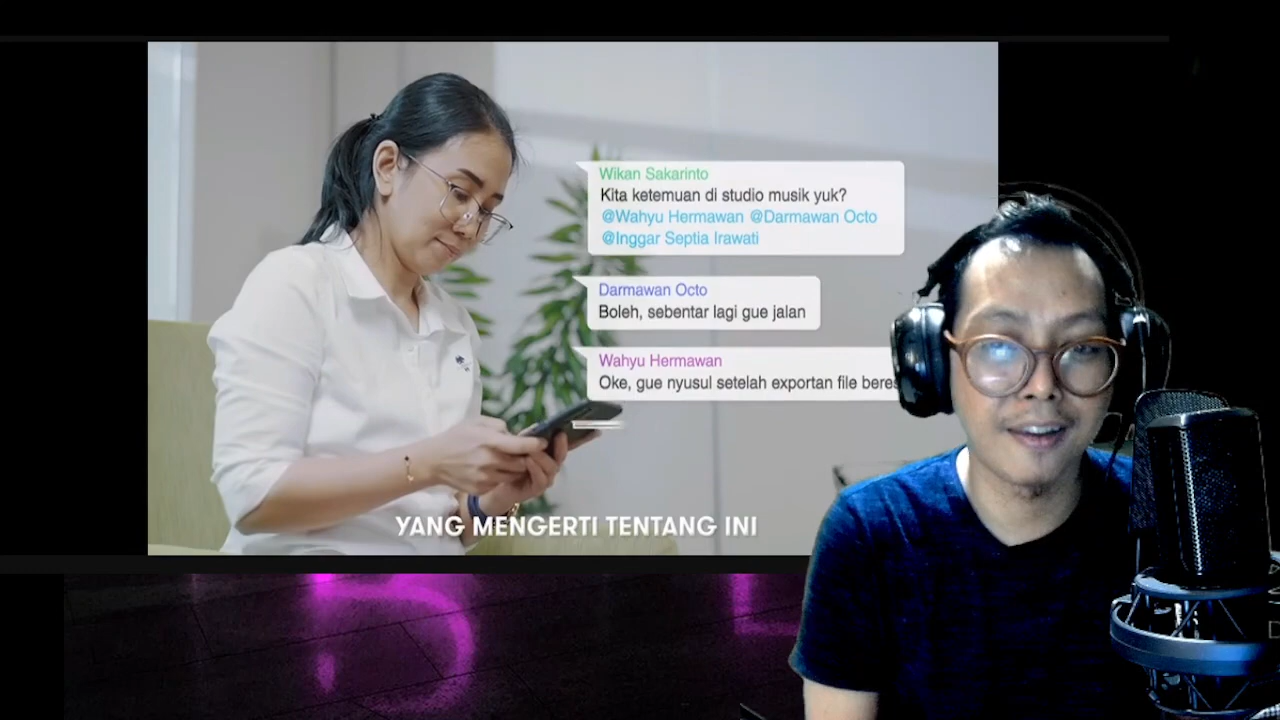 Wikan Sakarinto
Kita ketemuan di studio musik yuk?
@Wahyu Hermawan @Darmawan Octo
@Inggar Septia Irawati
Darmawan Octo
Boleh, sebentar lagi gue jalan
Wahyu Hermawan
Oke, gue nyusul setelah exportan file beres
YANG MENGERTI TENTANG INI